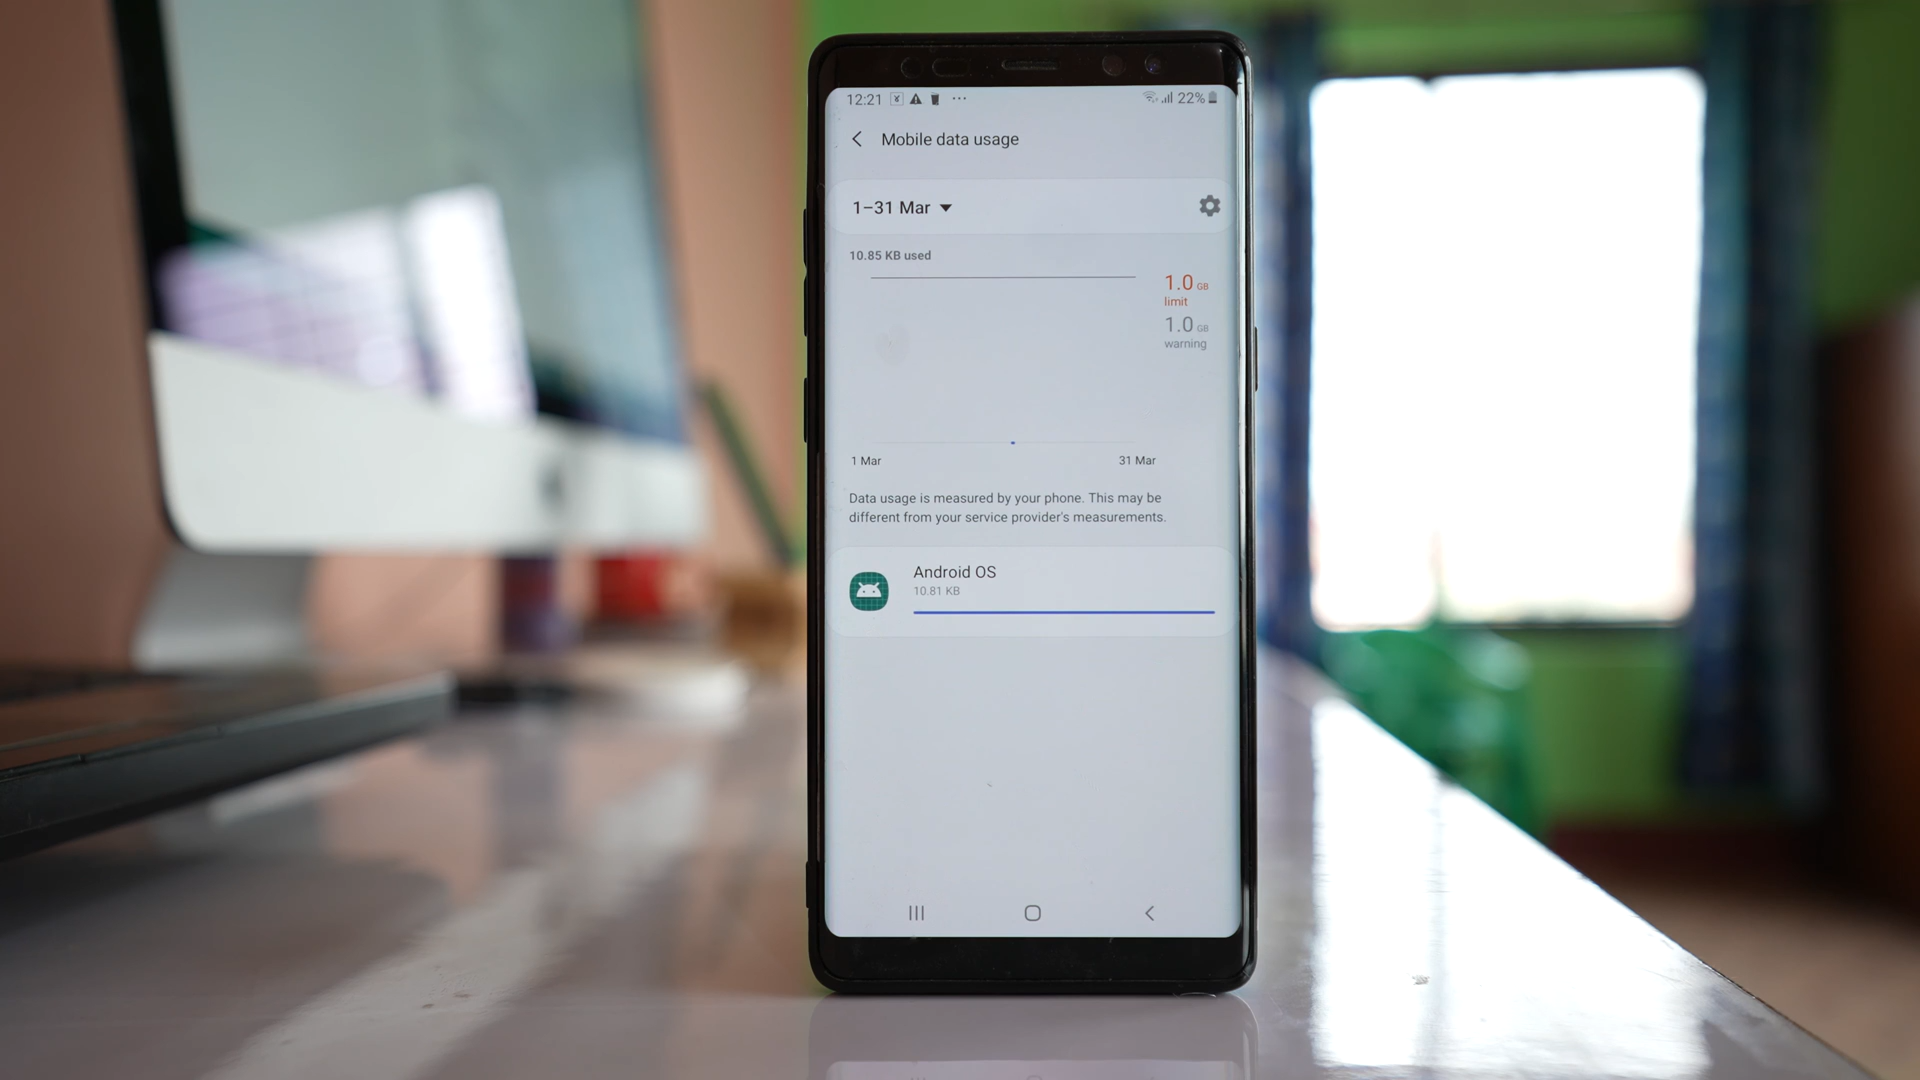 12:21 22%
Mobile data usage
1–31 Mar
10.85 KB used
1.0 GB
limit
1.0 GB
warning
1 Mar 31 Mar
Data usage is measured by your phone. This may be
different from your service provider's measurements.
Android OS
10.81 KB